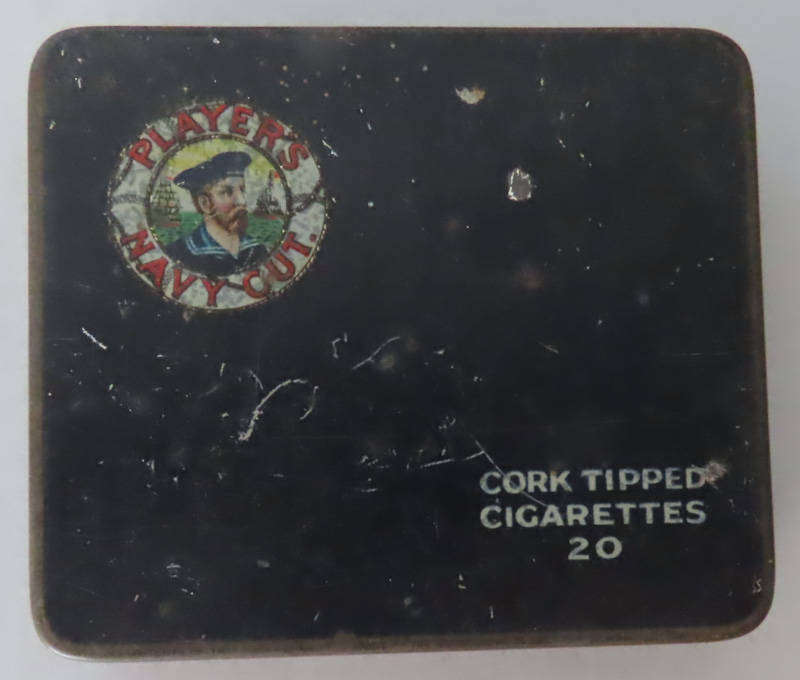 PLAYER'S
NAVY CUT.
CORK TIPPED
CIGARETTES
20